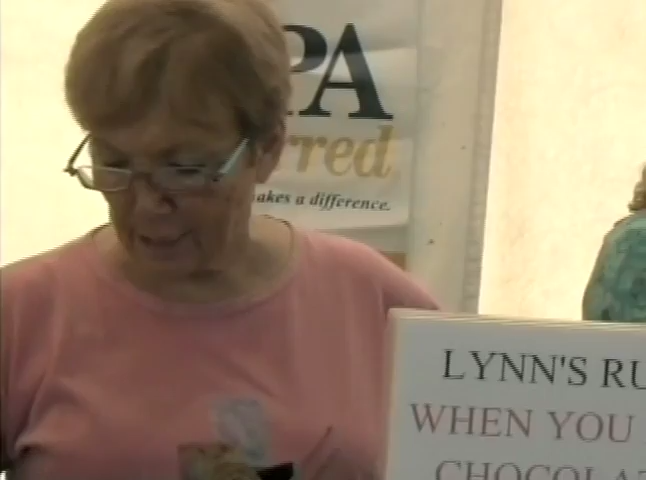 PA
rred
akes a difference.
LYNN'S RU
WHEN YOU
CHOCOLAT